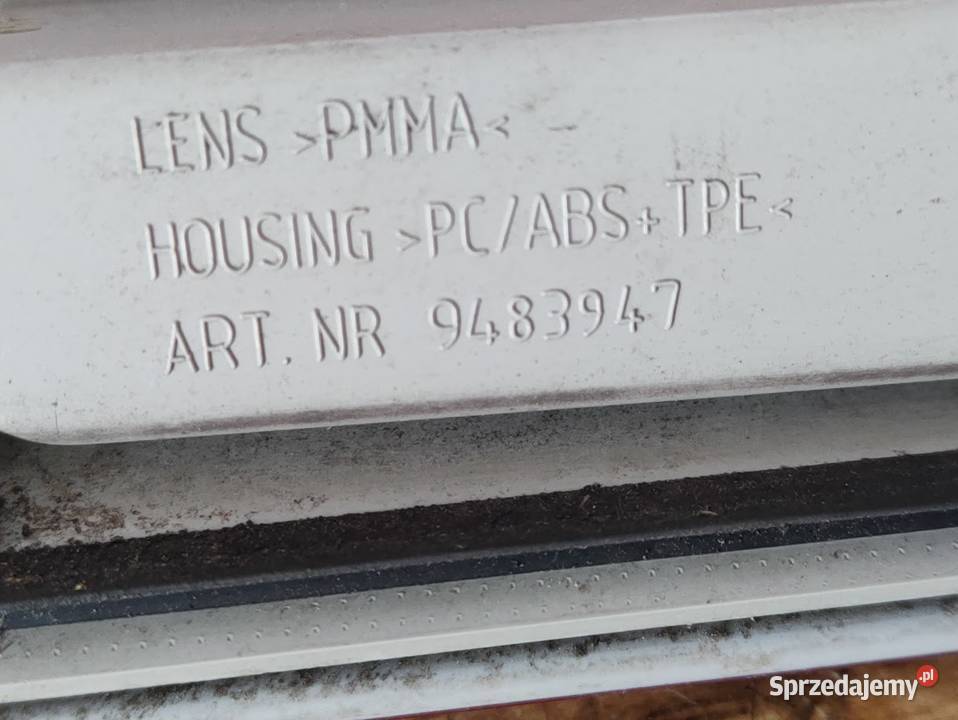 LENS >PMMA<
HOUSING >PC/ABS+TPE<
ART. NR 9483947
Sprzedajemy.pl